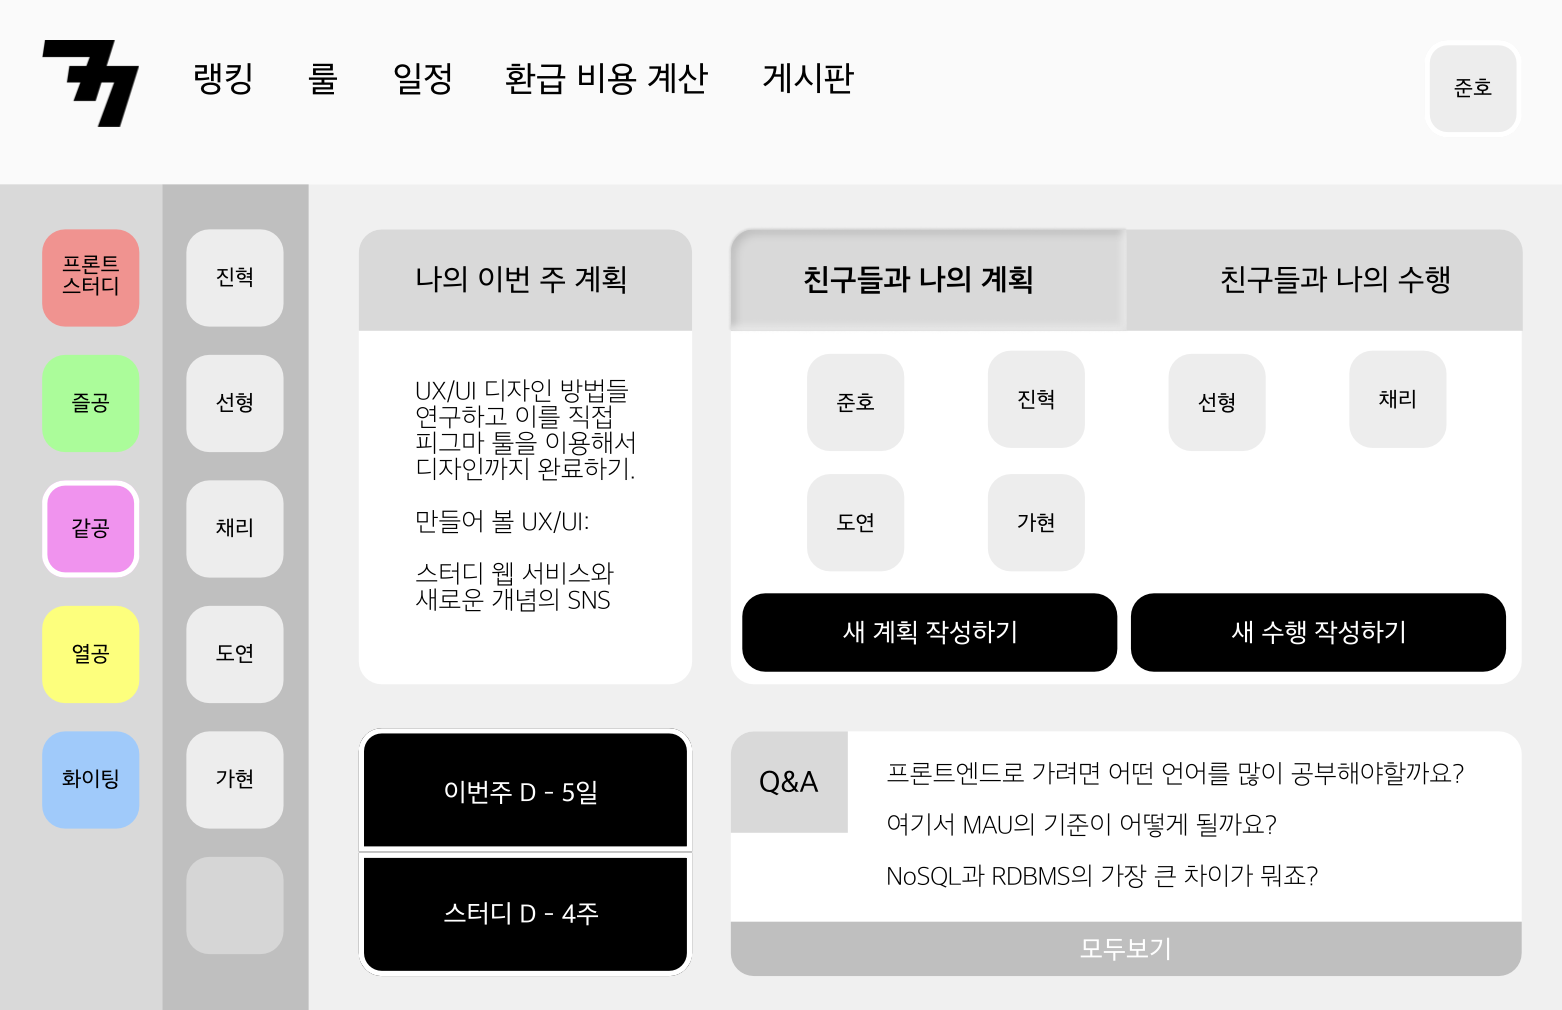 랭킹 룰 일정 환급 비용 계산 게시판
준호
프론트
스터디
즐공
같공
열공
화이팅
진혁
선형
채리
도연
가현
나의 이번 주 계획
UX/UI 디자인 방법들
연구하고 이를 직접
피그마 툴을 이용해서
디자인까지 완료하기.
만들어 볼 UX/UI:
스터디 웹 서비스와
새로운 개념의 SNS
친구들과 나의 계획
친구들과 나의 수행
준호 진혁 선형 채리
도연 가현
새 계획 작성하기
새 수행 작성하기
이번주 D - 5일
스터디 D - 4주
Q&A
프론트엔드로 가려면 어떤 언어를 많이 공부해야할까요?
여기서 MAU의 기준이 어떻게 될까요?
NoSQL과 RDBMS의 가장 큰 차이가 뭐죠?
모두보기